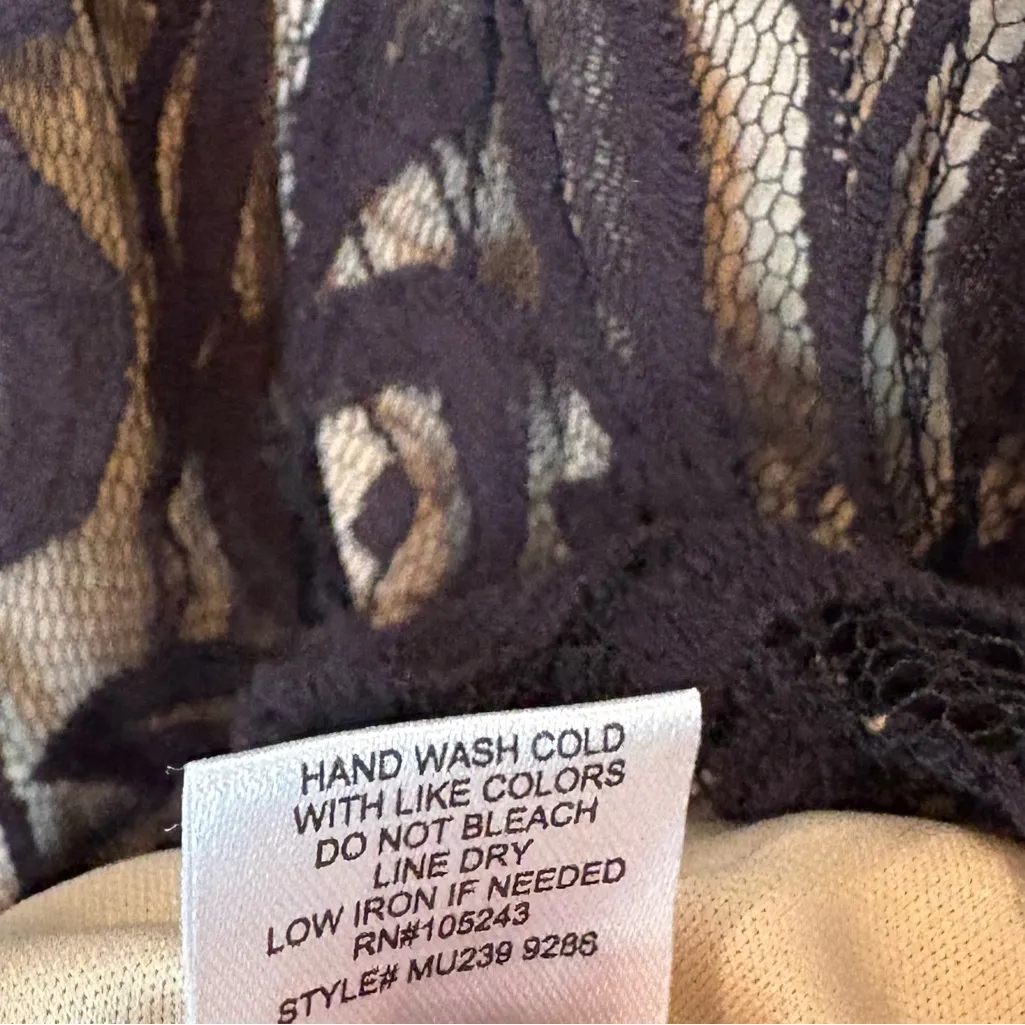 HAND WASH COLD
WITH LIKE COLORS
DO NOT BLEACH
LINE DRY
LOW IRON IF NEEDED
RN#105243
STYLE# MU239 9286